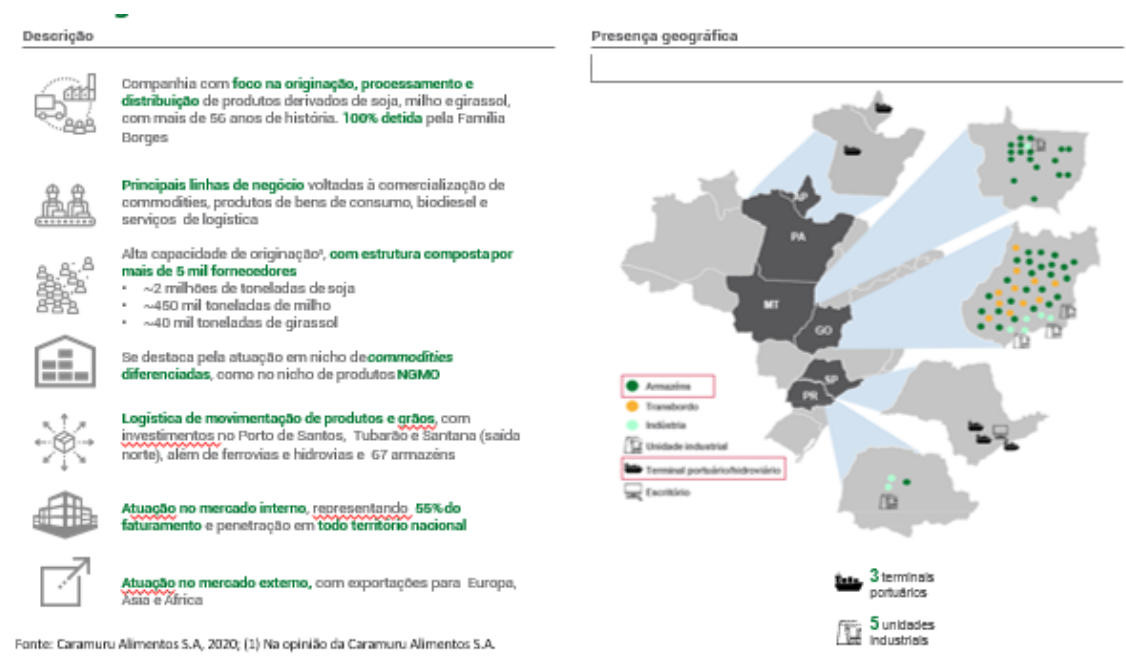 Descrição
Companhia com foco na originação, processamento e
distribuição de produtos derivados de soja, milho e girassol,
com mais de 56 anos de história. 100% detida pela Família
Borges
Principais linhas de negócio voltadas à comercialização de
commodities, produtos de bens de consumo, biodiesel e
serviços de logística
Alta capacidade de originação¹, com estrutura composta por
mais de 5 mil fornecedores
• ~2 milhões de toneladas de soja
• ~450 mil toneladas de milho
• ~40 mil toneladas de girassol
Se destaca pela atuação em nicho de commodities
diferenciadas, como no nicho de produtos NGMO
Logística de movimentação de produtos e grãos, com
investimentos no Porto de Santos, Tubarão e Santana (saída
norte), além de ferrovias e hidrovias e 67 armazéns
Atuação no mercado interno, representando 55% do
faturamento e penetração em todo território nacional
Atuação no mercado externo, com exportações para Europa,
Ásia e África
Fonte: Caramuru Alimentos S.A, 2020; (1) Na opinião da Caramuru Alimentos S.A.
Presença geográfica
AP
PA
MT
GO
SP
PR
Armazéns
Transbordo
Indústria
Unidade industrial
Terminal portuário/hidroviário
Escritório
3 terminais
portuários
5 unidades
industriais